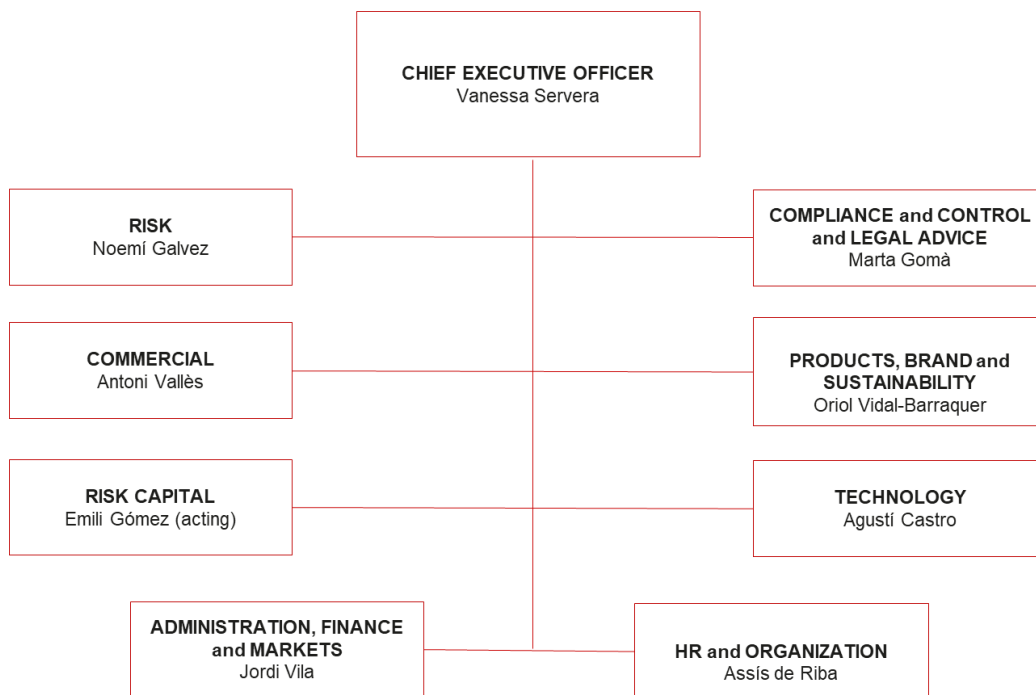 CHIEF EXECUTIVE OFFICER
Vanessa Servera
RISK
Noemí Galvez
COMPLIANCE and CONTROL
and LEGAL ADVICE
Marta Gomà
COMMERCIAL
Antoni Vallès
PRODUCTS, BRAND and
SUSTAINABILITY
Oriol Vidal-Barraquer
RISK CAPITAL
Emili Gómez (acting)
TECHNOLOGY
Agustí Castro
ADMINISTRATION, FINANCE
and MARKETS
Jordi Vila
HR and ORGANIZATION
Assís de Riba